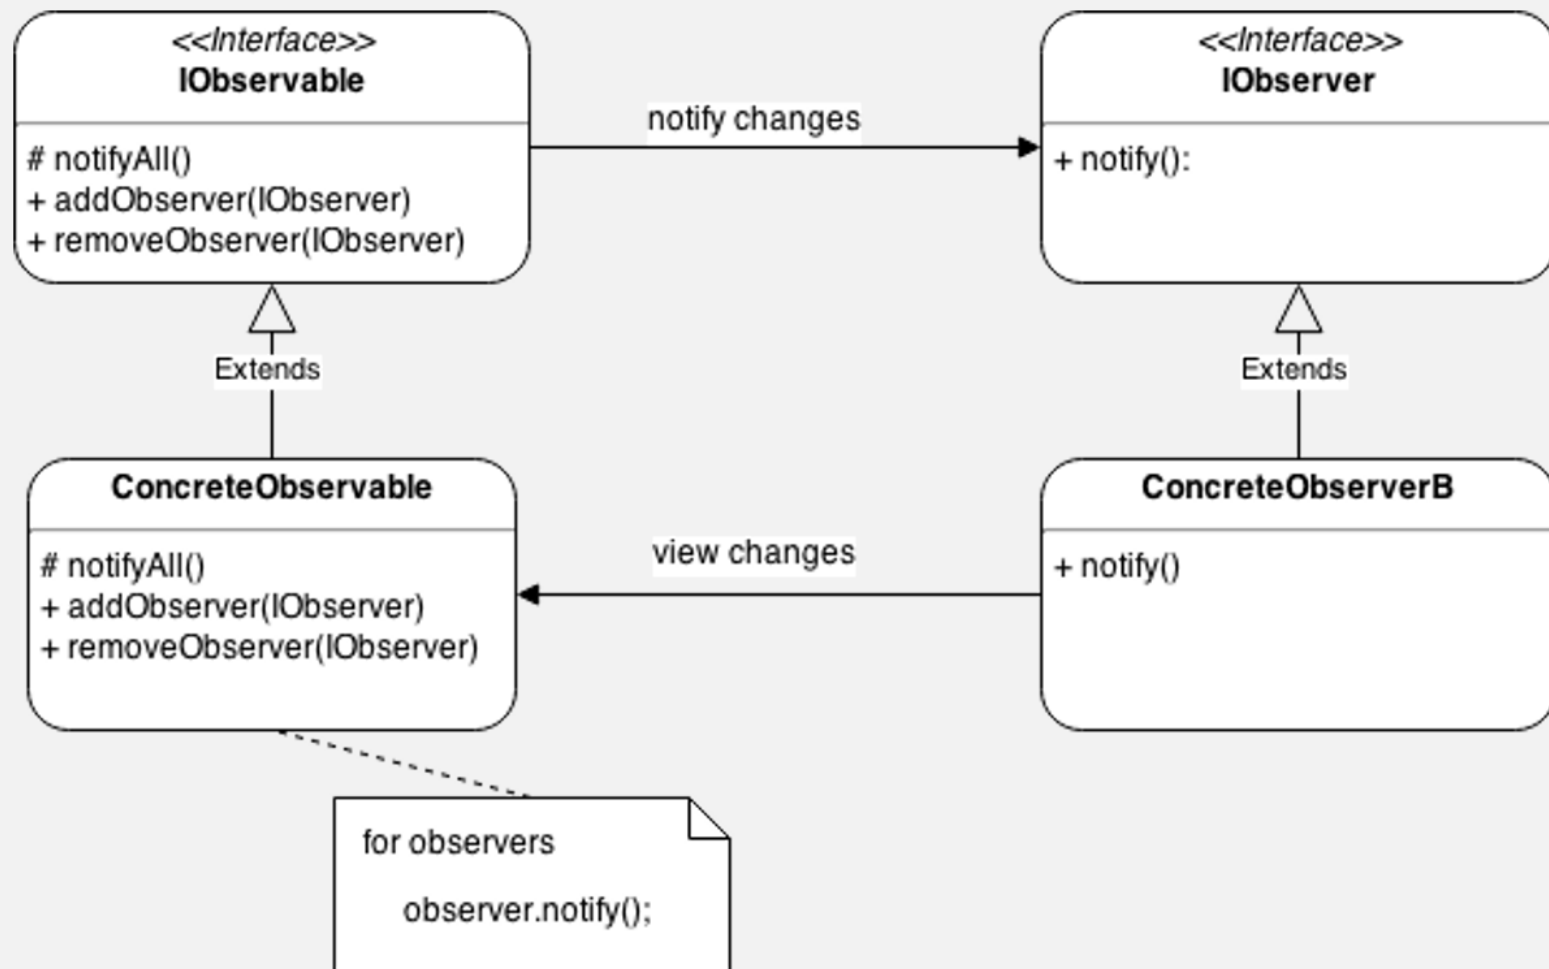 <<Interface>>
IObservable
# notifyAll()
+ addObserver(IObserver)
+ removeObserver(IObserver)
notify changes
<<Interface>>
IObserver
+ notify():
Extends
Extends
ConcreteObservable
# notifyAll()
+ addObserver(IObserver)
+ removeObserver(IObserver)
view changes
ConcreteObserverB
+ notify()
for observers
observer.notify();